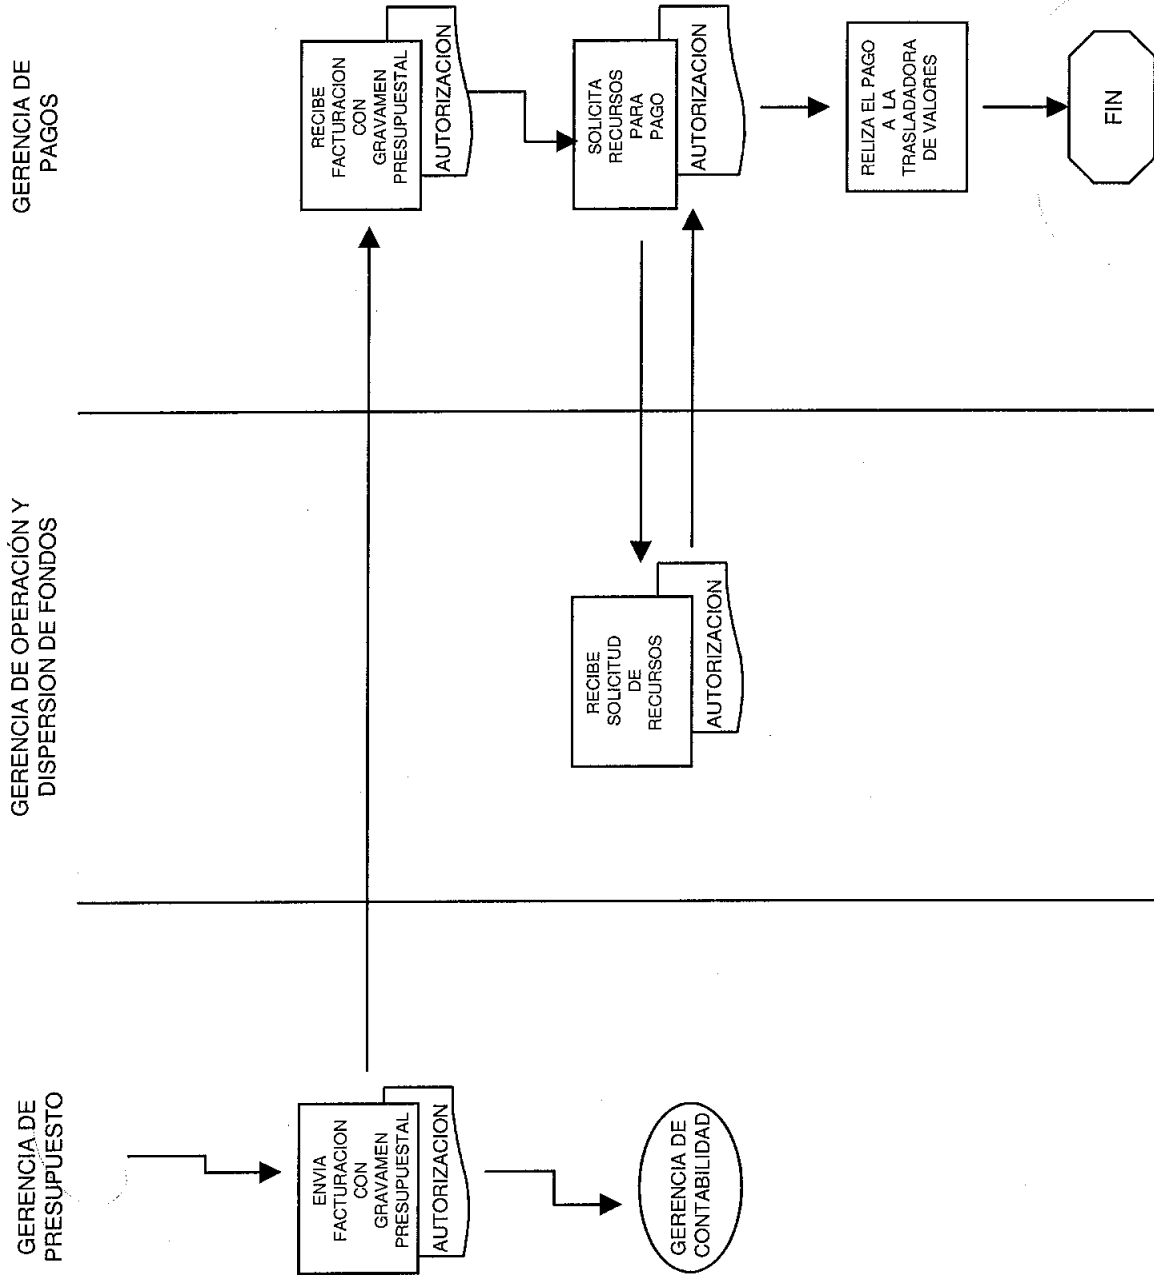 GERENCIA DE
PRESUPUESTO
GERENCIA DE OPERACIÓN Y
DISPERSION DE FONDOS
GERENCIA DE
PAGOS
ENVIA
FACTURACION
CON
GRAVAMEN
PRESUPUESTAL
AUTORIZACION
RECIBE
FACTURACION
CON
GRAVAMEN
PRESUPUESTAL
AUTORIZACION
GERENCIA DE
CONTABILIDAD
RECIBE
SOLICITUD
DE
RECURSOS
AUTORIZACION
SOLICITA
RECURSOS
PARA
PAGO
AUTORIZACION
RELIZA EL PAGO
A LA
TRASLADADORA
DE VALORES
FIN